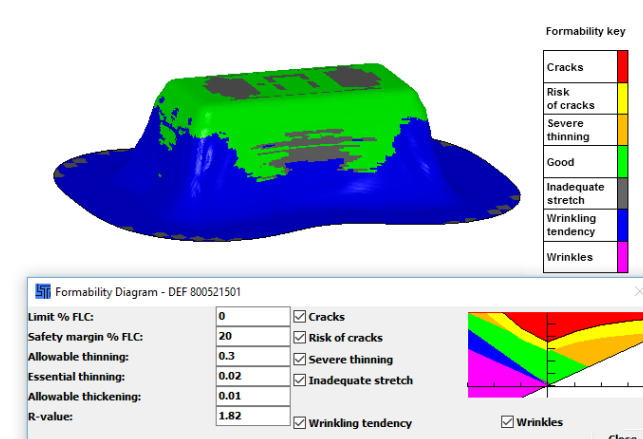 Formability key
Cracks
Risk
of cracks
Severe
thinning
Good
Inadequate
stretch
Wrinkling
tendency
Wrinkles
Formability Diagram - DEF 800521501
Limit % FLC: 0 Cracks
Safety margin % FLC: 20 Risk of cracks
Allowable thinning: 0.3 Severe thinning
Essential thinning: 0.02 Inadequate stretch
Allowable thickening: 0.01
R-value: 1.82 Wrinkling tendency Wrinkles
Close